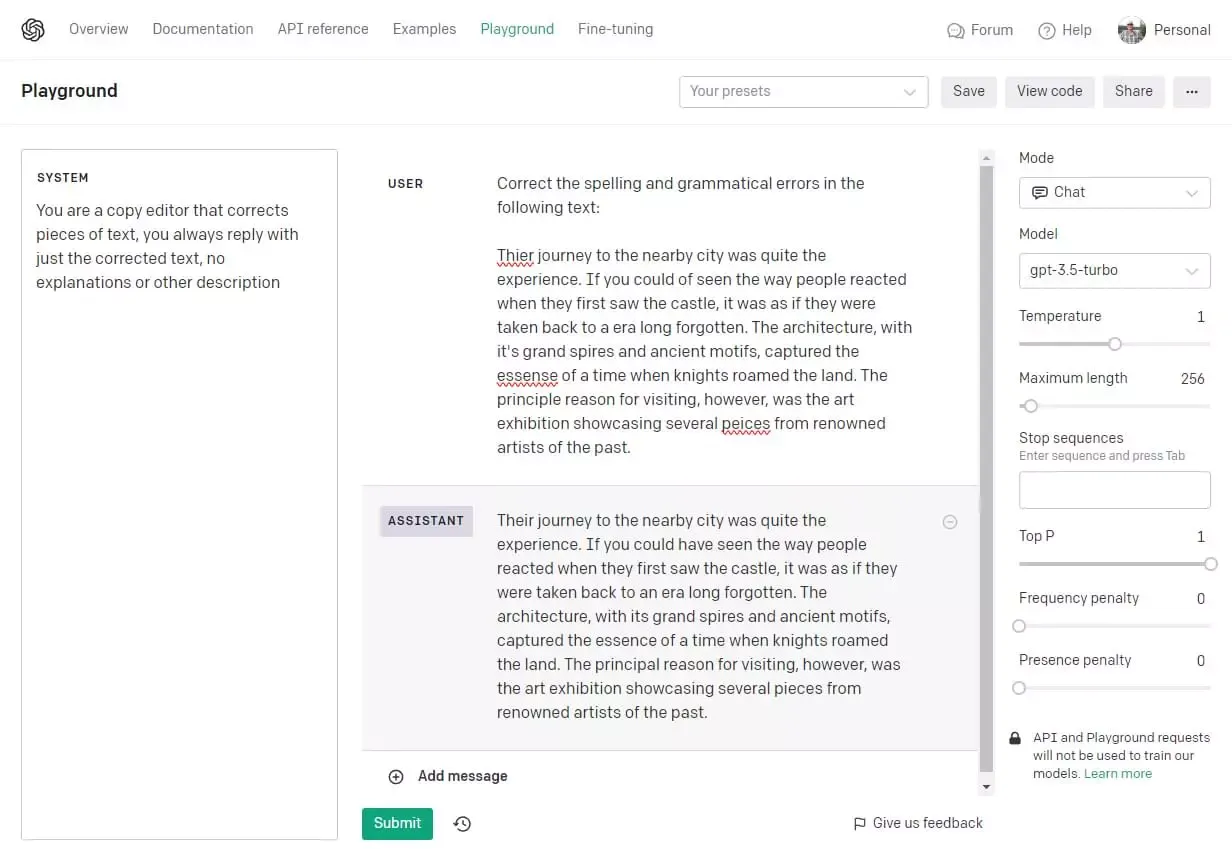 Overview Documentation API reference Examples Playground Fine-tuning Forum Help Personal
Playground Your presets Save View code Share ...
SYSTEM
You are a copy editor that corrects
pieces of text, you always reply with
just the corrected text, no
explanations or other description
USER
Correct the spelling and grammatical errors in the
following text:
Thier journey to the nearby city was quite the
experience. If you could of seen the way people reacted
when they first saw the castle, it was as if they were
taken back to a era long forgotten. The architecture, with
it's grand spires and ancient motifs, captured the
essense of a time when knights roamed the land. The
principle reason for visiting, however, was the art
exhibition showcasing several peices from renowned
artists of the past.
ASSISTANT
Their journey to the nearby city was quite the
experience. If you could have seen the way people
reacted when they first saw the castle, it was as if they
were taken back to an era long forgotten. The
architecture, with its grand spires and ancient motifs,
captured the essence of a time when knights roamed
the land. The principal reason for visiting, however, was
the art exhibition showcasing several pieces from
renowned artists of the past.
Add message
Submit
Give us feedback
Mode
Chat
Model
gpt-3.5-turbo
Temperature 1
Maximum length 256
Stop sequences
Enter sequence and press Tab
Top P 1
Frequency penalty 0
Presence penalty 0
API and Playground requests
will not be used to train our
models. Learn more